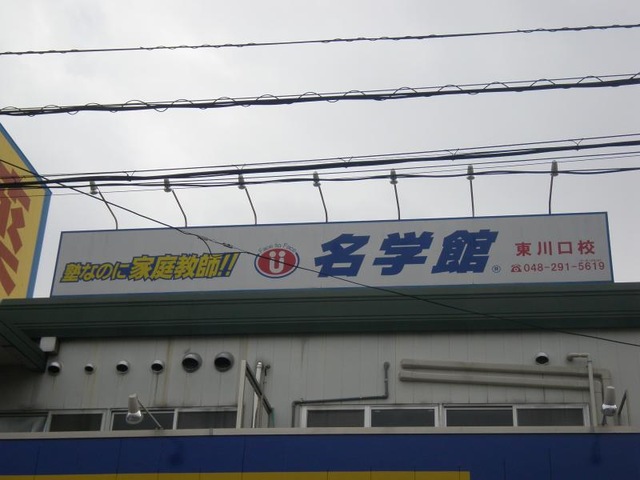 塾なのに家庭教師!!
Face to Face
名学館®
東川口校
☎048-291-5619